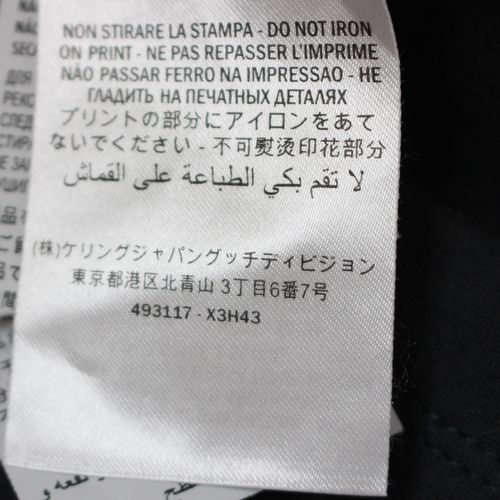 NON STIRARE LA STAMPA - DO NOT IRON
ON PRINT - NE PAS REPASSER L'IMPRIME
NÃO PASSAR FERRO NA IMPRESSAO - НЕ
ГЛАДИТЬ НА ПЕЧАТНЫХ ДЕТАЛЯХ
プリントの部分にアイロンをあて
ないでください - 不可熨烫印花部分
لا تقم بكي الطباعة على القماش
(株)ケリングジャパングッチディビジョン
東京都港区北青山 3丁目6番7号
493117 - X3H43